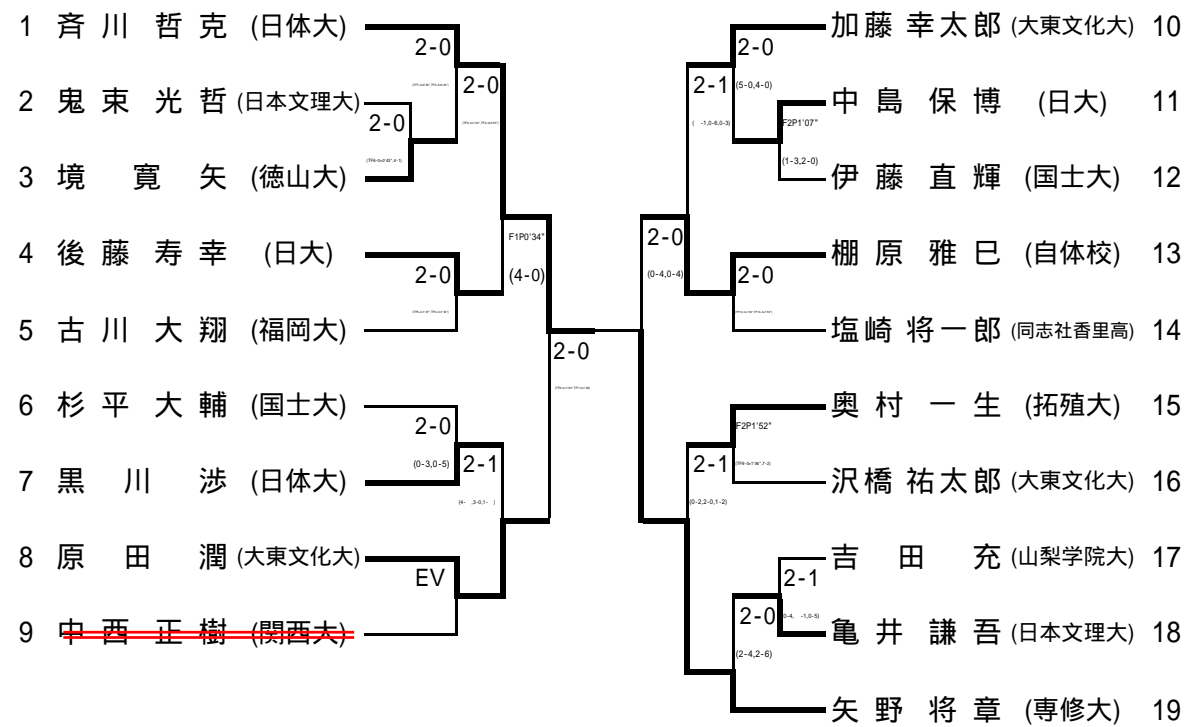 1 斉川哲克 (日体大)
2 鬼束光哲 (日本文理大)
3 境寛矢 (徳山大)
4 後藤寿幸 (日大)
5 古川大翔 (福岡大)
6 杉平大輔 (国士大)
7 黒川渉 (日体大)
8 原田潤 (大東文化大)
9 中西正樹 (関西大)
2-0
2-0
2-0
2-0
F1P0'34"
(4-0)
2-0
(0-3,0-5)
2-1
EV
2-0
加藤幸太郎 (大東文化大) 10
中島保博 (日大) 11
伊藤直輝 (国士大) 12
棚原雅巳 (自体校) 13
塩崎将一郎 (同志社香里高) 14
奥村一生 (拓殖大) 15
沢橋祐太郎 (大東文化大) 16
吉田充 (山梨学院大) 17
亀井謙吾 (日本文理大) 18
矢野将章 (専修大) 19
2-0
(5-0,4-0)
2-1
F2P1'07"
(1-3,2-0)
2-0
(0-4,0-4)
2-0
F2P1'52"
2-1
(0-2,2-0,1-2)
2-1
2-0
(2-4,2-6)